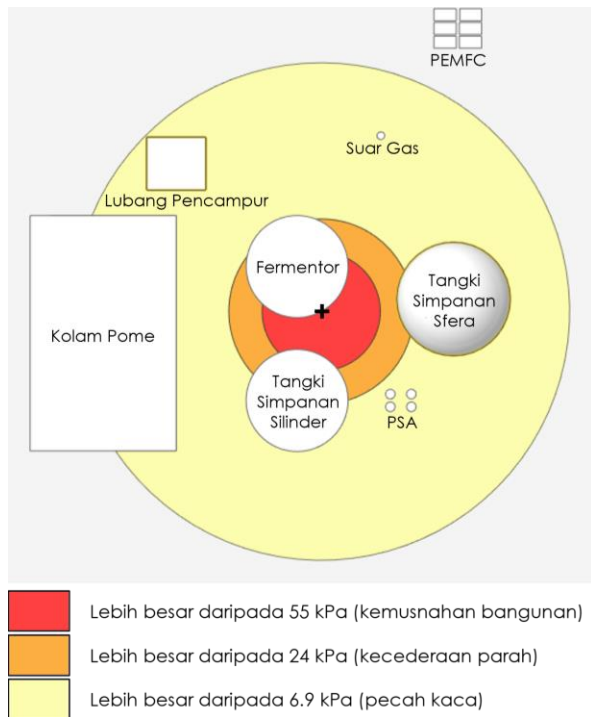 PEMFC
Suar Gas
Lubang Pencampur
Fermentor
Tangki
Simpanan
Sfera
Kolam Pome
Tangki
Simpanan
Silinder
PSA
Lebih besar daripada 55 kPa (kemusnahan bangunan)
Lebih besar daripada 24 kPa (kecederaan parah)
Lebih besar daripada 6.9 kPa (pecah kaca)